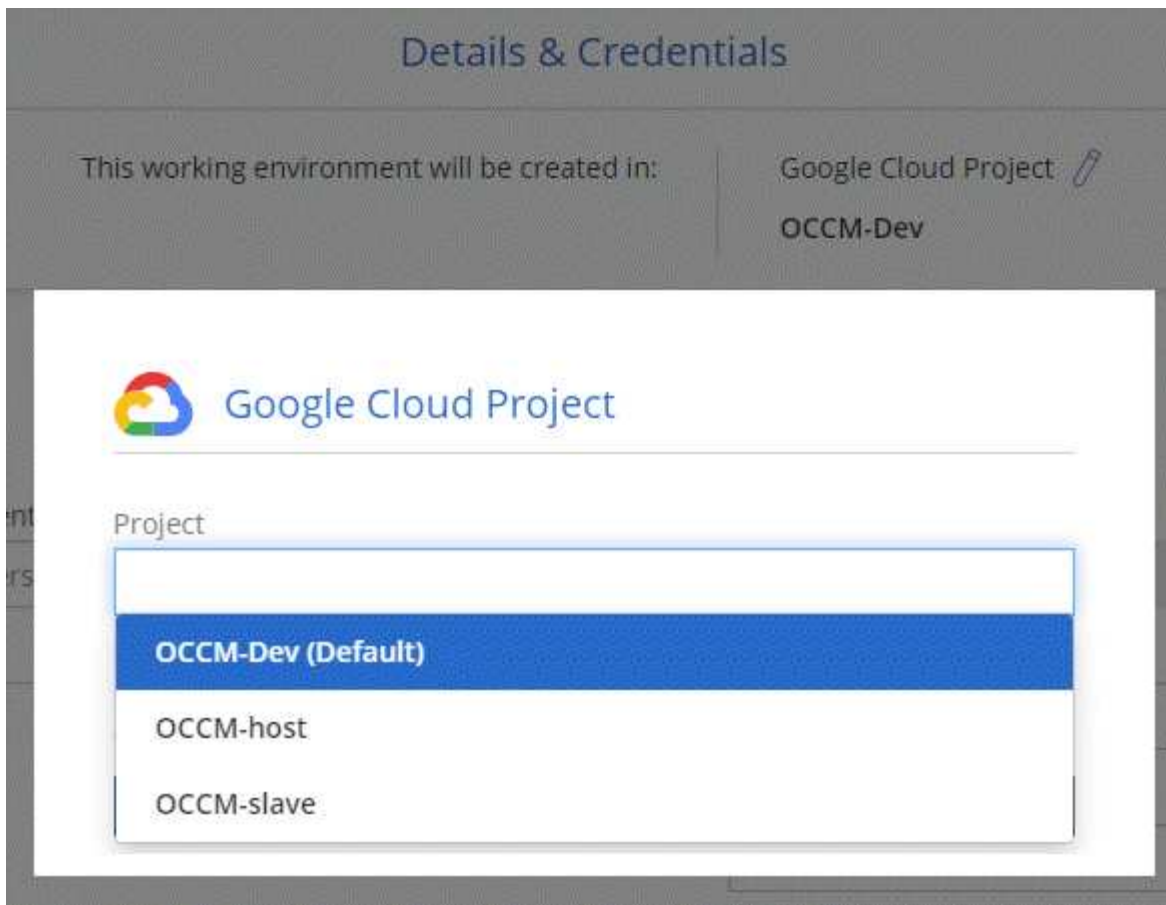 Details & Credentials
This working environment will be created in:
Google Cloud Project
OCCM-Dev
Google Cloud Project
Project
OCCM-Dev (Default)
OCCM-host
OCCM-slave